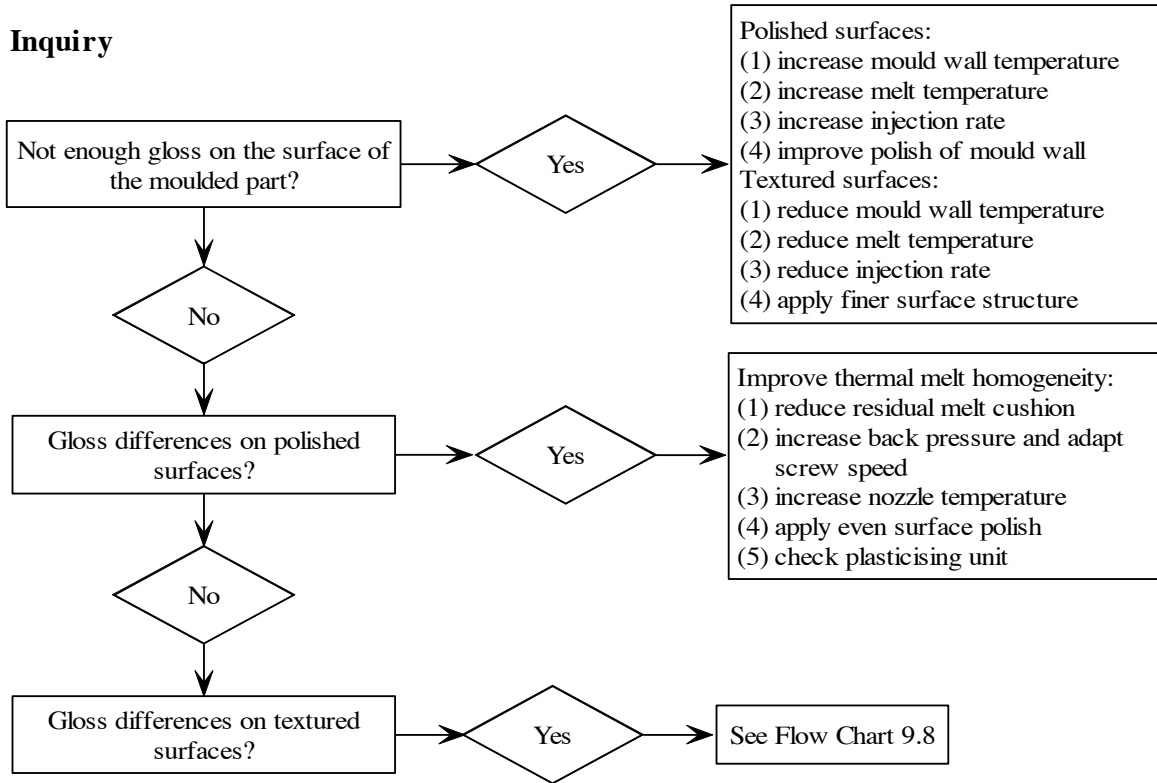 Inquiry
Not enough gloss on the surface of
the moulded part?
Yes
Polished surfaces:
(1) increase mould wall temperature
(2) increase melt temperature
(3) increase injection rate
(4) improve polish of mould wall
Textured surfaces:
(1) reduce mould wall temperature
(2) reduce melt temperature
(3) reduce injection rate
(4) apply finer surface structure
No
Gloss differences on polished
surfaces?
Yes
Improve thermal melt homogeneity:
(1) reduce residual melt cushion
(2) increase back pressure and adapt
screw speed
(3) increase nozzle temperature
(4) apply even surface polish
(5) check plasticising unit
No
Gloss differences on textured
surfaces?
Yes
See Flow Chart 9.8